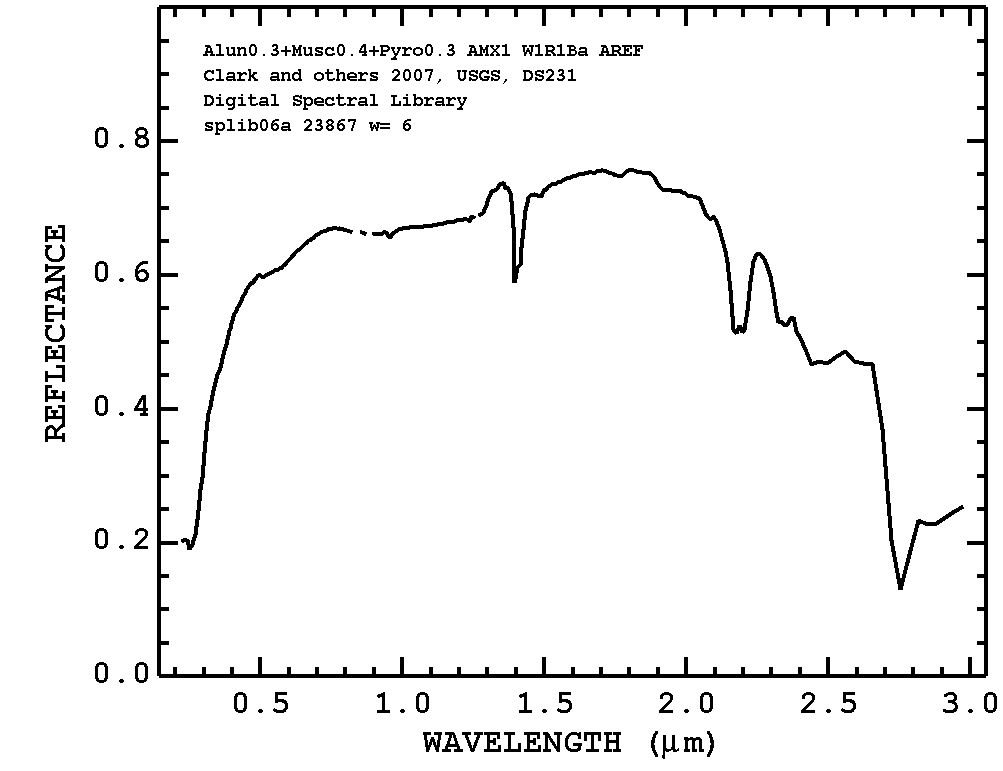 Alun0.3+Musc0.4+Pyro0.3 AMX1 W1R1Ba AREF
Clark and others 2007, USGS, DS231
Digital Spectral Library
splib06a 23867 w= 6
REFLECTANCE
0.8
0.6
0.4
0.2
0.0
0.5 1.0 1.5 2.0 2.5 3.0
WAVELENGTH (μm)